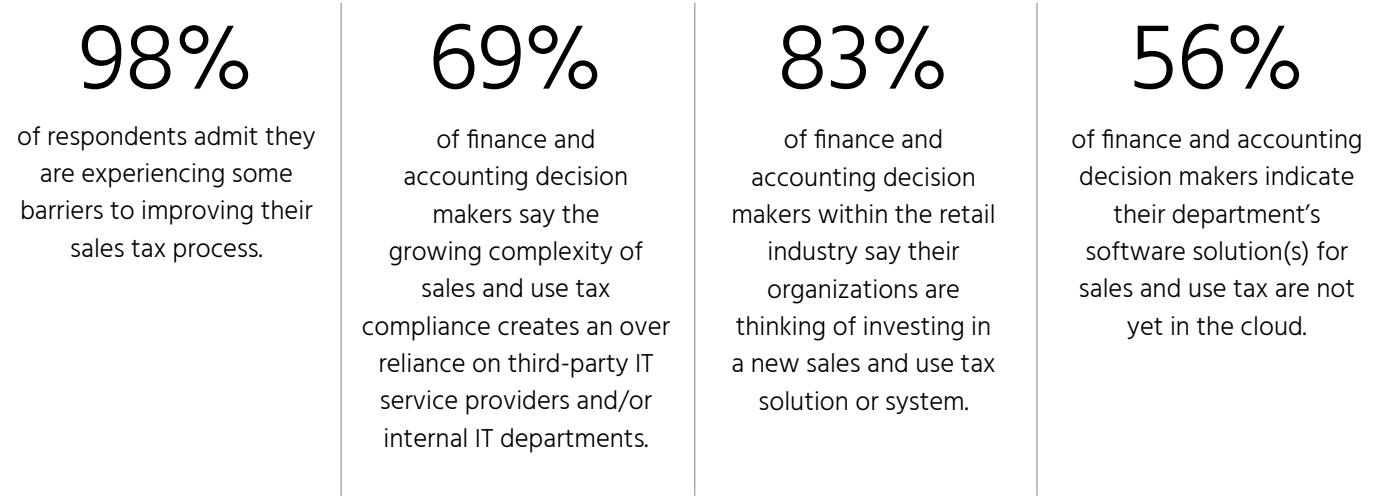 98%
of respondents admit they
are experiencing some
barriers to improving their
sales tax process.
69%
of finance and
accounting decision
makers say the
growing complexity of
sales and use tax
compliance creates an over
reliance on third-party IT
service providers and/or
internal IT departments.
83%
of finance and
accounting decision
makers within the retail
industry say their
organizations are
thinking of investing in
a new sales and use tax
solution or system.
56%
of finance and accounting
decision makers indicate
their department’s
software solution(s) for
sales and use tax are not
yet in the cloud.